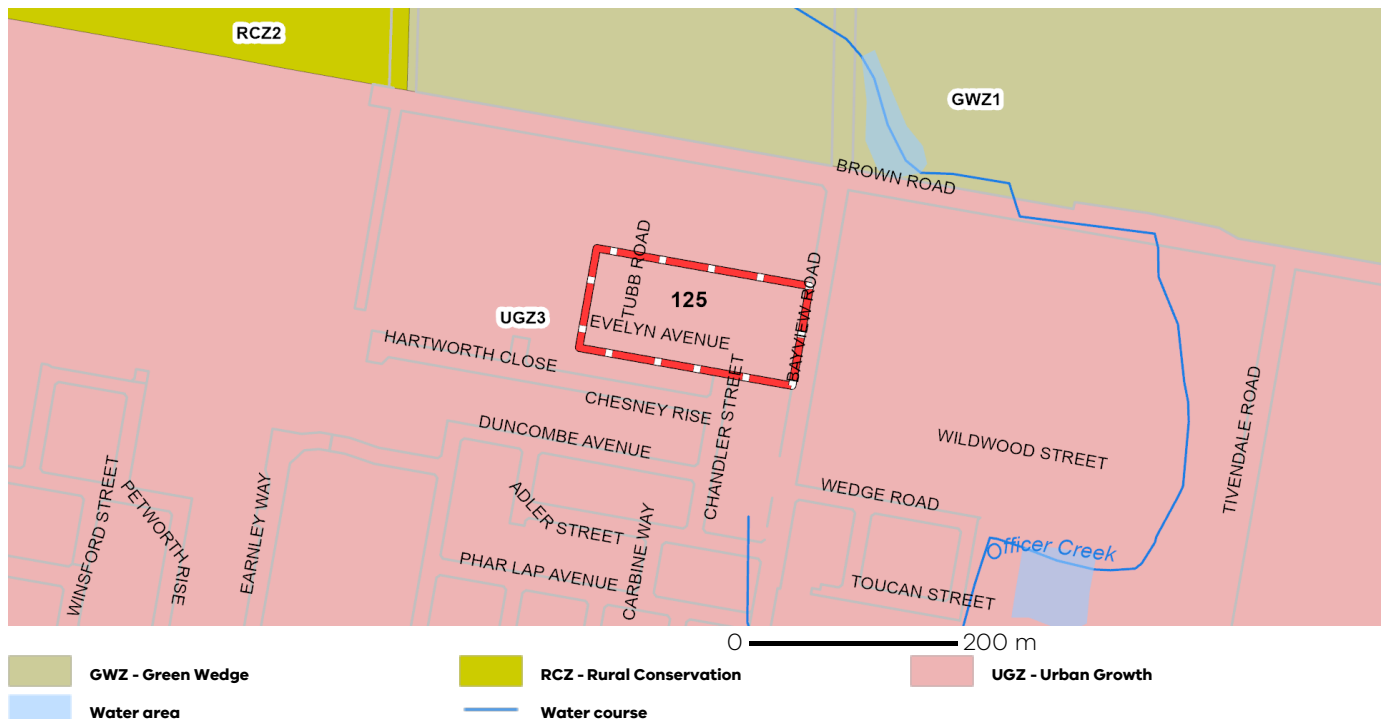 RCZ2
GWZ1
BROWN ROAD
TUBB ROAD
125
BAYVIEW ROAD
UGZ3
EVELYN AVENUE
HARTWORTH CLOSE
CHESNEY RISE
CHANDLER STREET
DUNCOMBE AVENUE
WILDWOOD STREET
TIVENDALE ROAD
WINSFORD STREET
PETWORTH RISE
EARNLEY WAY
ADLER STREET
CARBINE WAY
WEDGE ROAD
Officer Creek
PHAR LAP AVENUE
TOUCAN STREET
0 200 m
GWZ - Green Wedge
RCZ - Rural Conservation
UGZ - Urban Growth
Water area
Water course